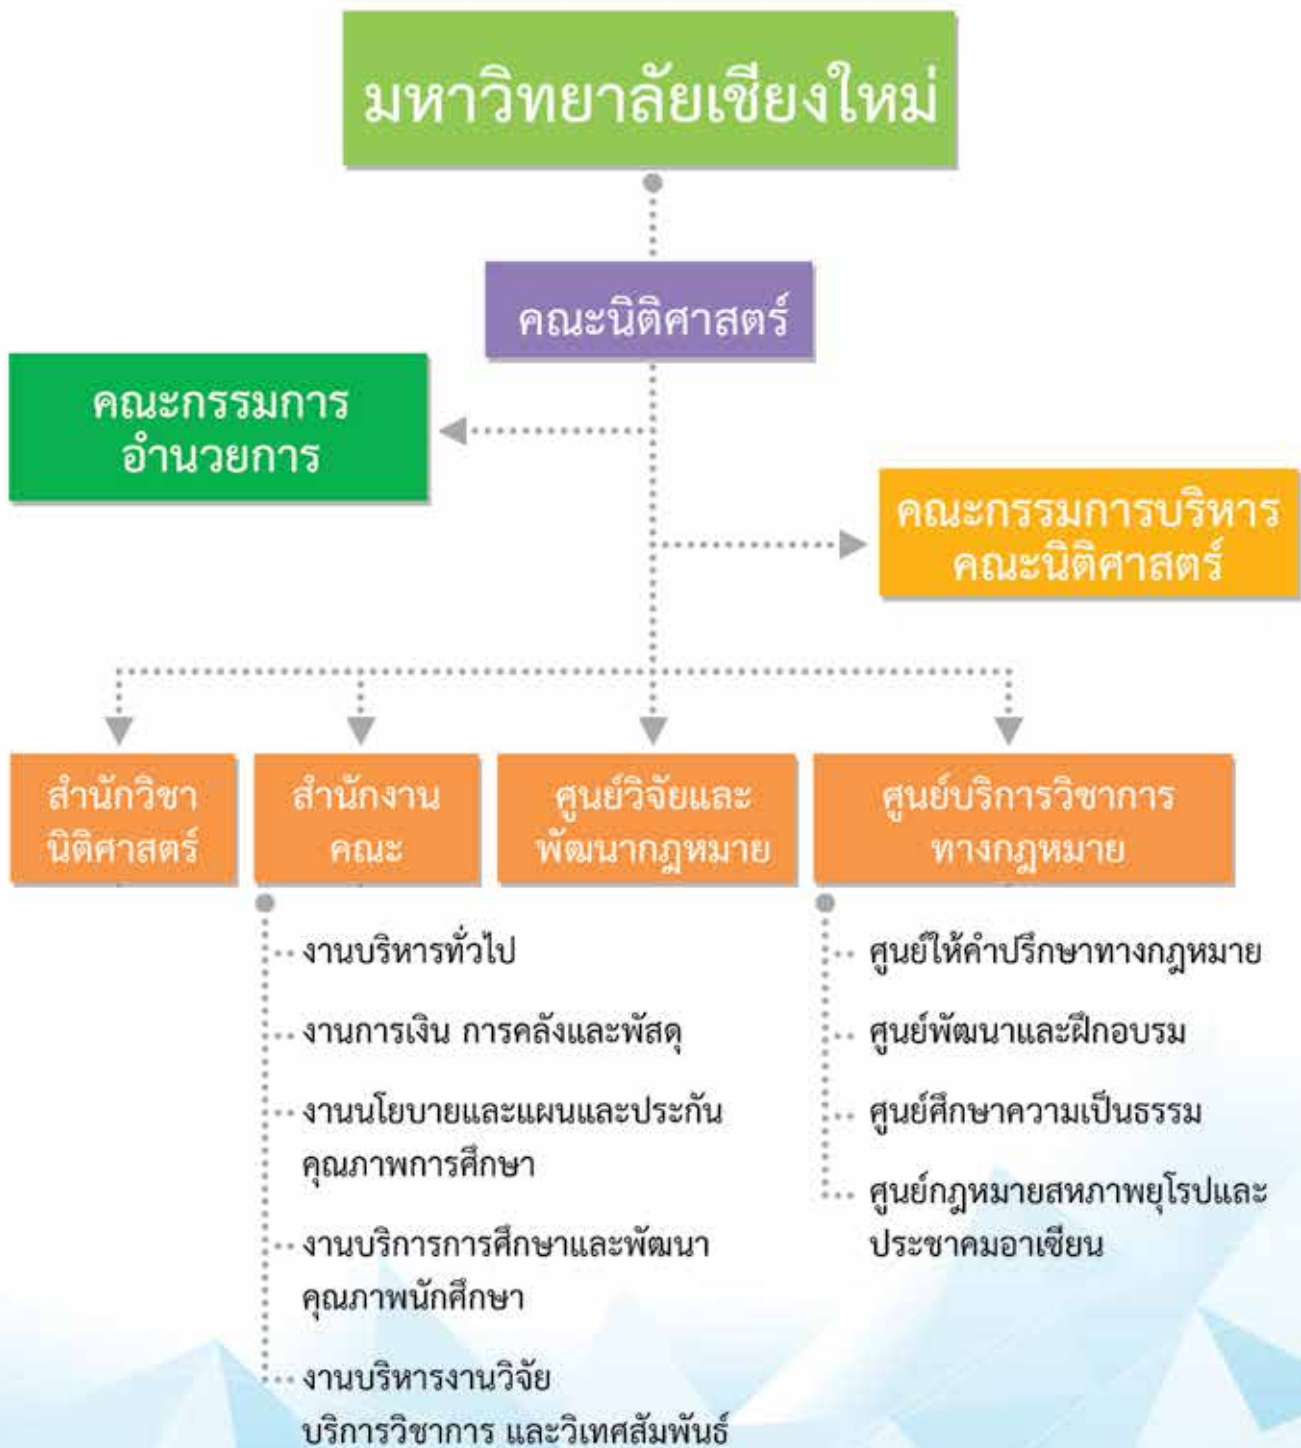 มหาวิทยาลัยเชียงใหม่
คณะนิติศาสตร์
คณะกรรมการ
อำนวยการ
คณะกรรมการบริหาร
คณะนิติศาสตร์
สำนักวิชา
นิติศาสตร์
สำนักงาน
คณะ
ศูนย์วิจัยและ
พัฒนากฎหมาย
ศูนย์บริการวิชาการ
ทางกฎหมาย
งานบริหารทั่วไป
งานการเงิน การคลังและพัสดุ
งานนโยบายและแผนและประกัน
คุณภาพการศึกษา
งานบริการการศึกษาและพัฒนา
คุณภาพนักศึกษา
งานบริหารงานวิจัย
บริการวิชาการ และวิเทศสัมพันธ์
ศูนย์ให้คำปรึกษาทางกฎหมาย
ศูนย์พัฒนาและฝึกอบรม
ศูนย์ศึกษาความเป็นธรรม
ศูนย์กฎหมายสหภาพยุโรปและ
ประชาคมอาเซียน